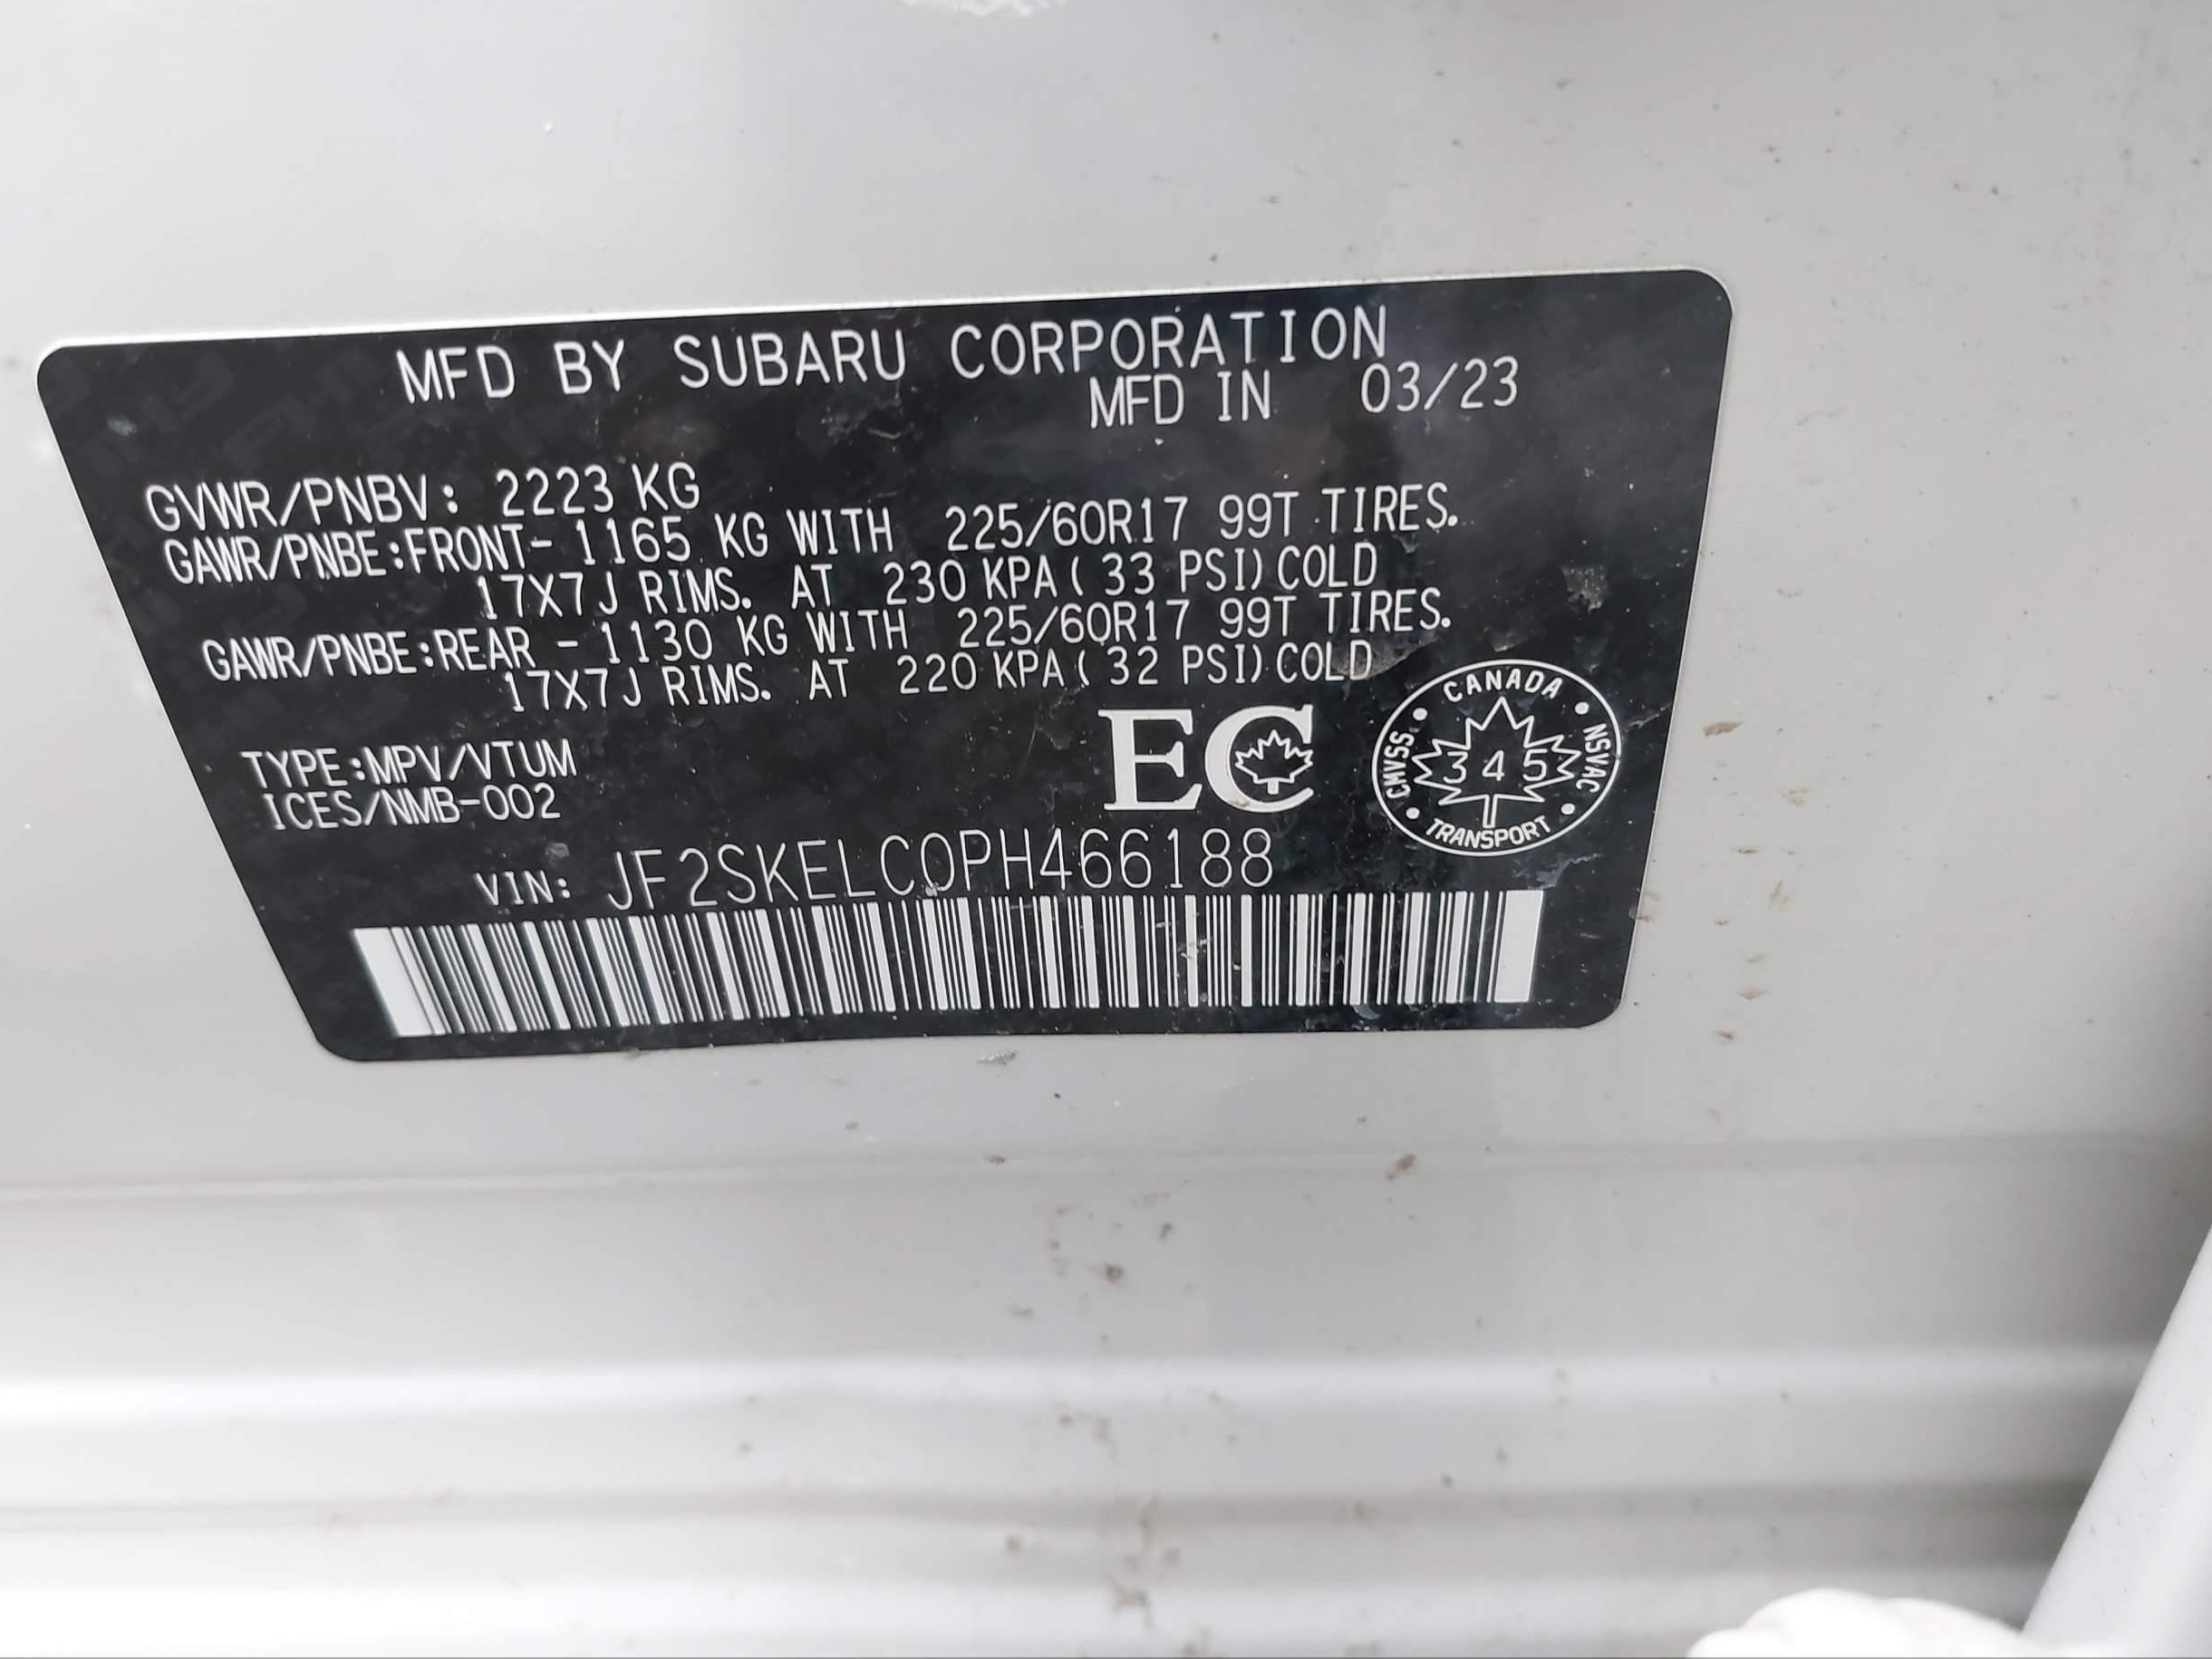 MFD BY SUBARU CORPORATION
MFD IN 03/23
GVWR/PNBV: 2223 KG
GAWR/PNBE:FRONT- 1165 KG WITH 225/60R17 99T TIRES.
17X7J RIMS. AT 230 KPA( 33 PSI)COLD
GAWR/PNBE:REAR - 1130 KG WITH 225/60R17 99T TIRES.
17X7J RIMS. AT 220 KPA( 32 PSI)COLD
TYPE:MPV/VTUM
ICES/NMB-002
EC
CANADA
CMVSS 345 NSVAC
TRANSPORT
VIN: JF2SKELC0PH466188